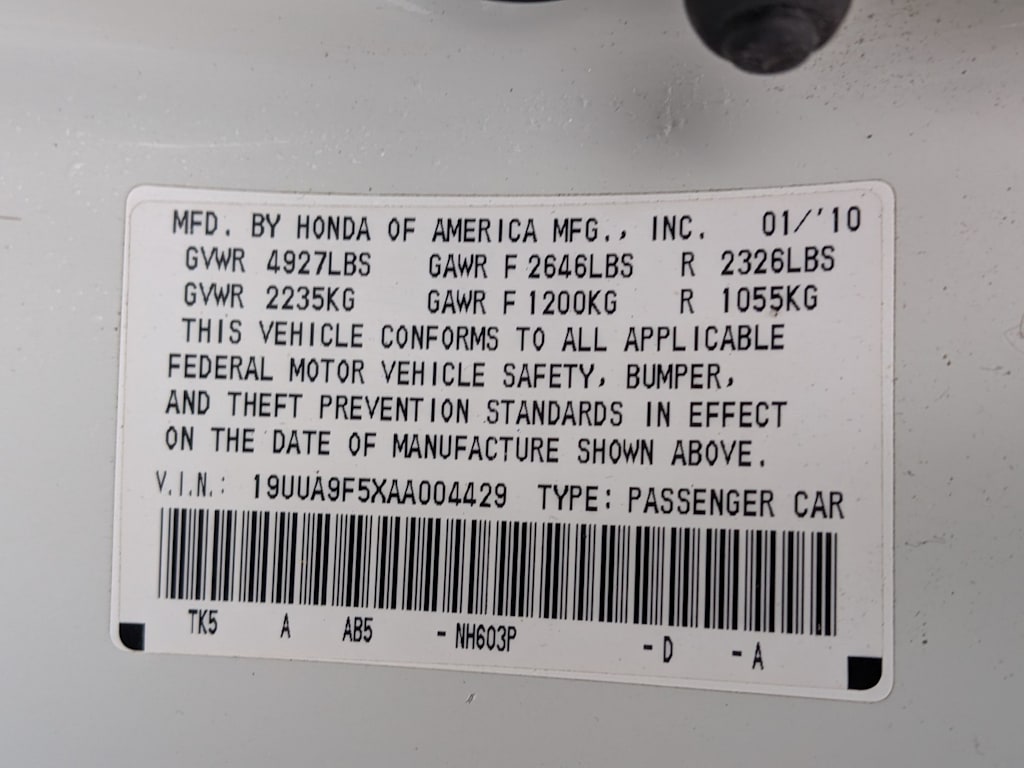 MFD. BY HONDA OF AMERICA MFG., INC. 01/'10
GVWR 4927LBS GAWR F 2646LBS R 2326LBS
GVWR 2235KG GAWR F 1200KG R 1055KG
THIS VEHICLE CONFORMS TO ALL APPLICABLE
FEDERAL MOTOR VEHICLE SAFETY, BUMPER,
AND THEFT PREVENTION STANDARDS IN EFFECT
ON THE DATE OF MANUFACTURE SHOWN ABOVE.
V.I.N.: 19UUA9F5XAA004429 TYPE: PASSENGER CAR
TK5 A AB5 -NH603P -D -A